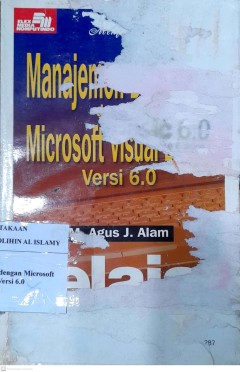 ELEX
MEDIA
KOMPUTINDO
Manajemen
Microsoft Visual
Versi 6.0
6.0
M. Agus J. Alam
TAKAAN
OLIHIN AL ISLAMY
dengan Microsoft
Versi 6.0
elaja